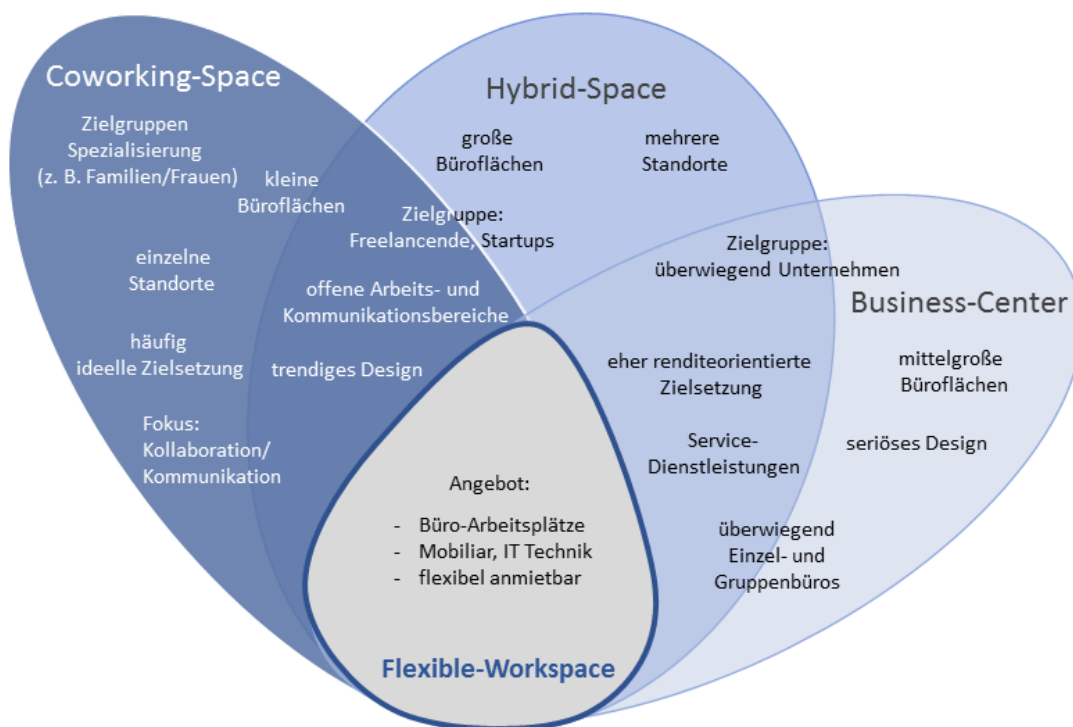 Coworking-Space
Zielgruppen
Spezialisierung
(z. B. Familien/Frauen)
kleine
Büroflächen
einzelne
Standorte
häufig
ideelle Zielsetzung
Fokus:
Kollaboration/
Kommunikation
Zielgruppe:
Freelancende, Startups
offene Arbeits- und
Kommunikationsbereiche
trendiges Design
Hybrid-Space
große
Büroflächen
mehrere
Standorte
Zielgruppe:
überwiegend Unternehmen
Business-Center
eher renditeorientierte
Zielsetzung
mittelgroße
Büroflächen
Service-
Dienstleistungen
seriöses Design
überwiegend
Einzel- und
Gruppenbüros
Angebot:
- Büro-Arbeitsplätze
- Mobiliar, IT Technik
- flexibel anmietbar
Flexible-Workspace